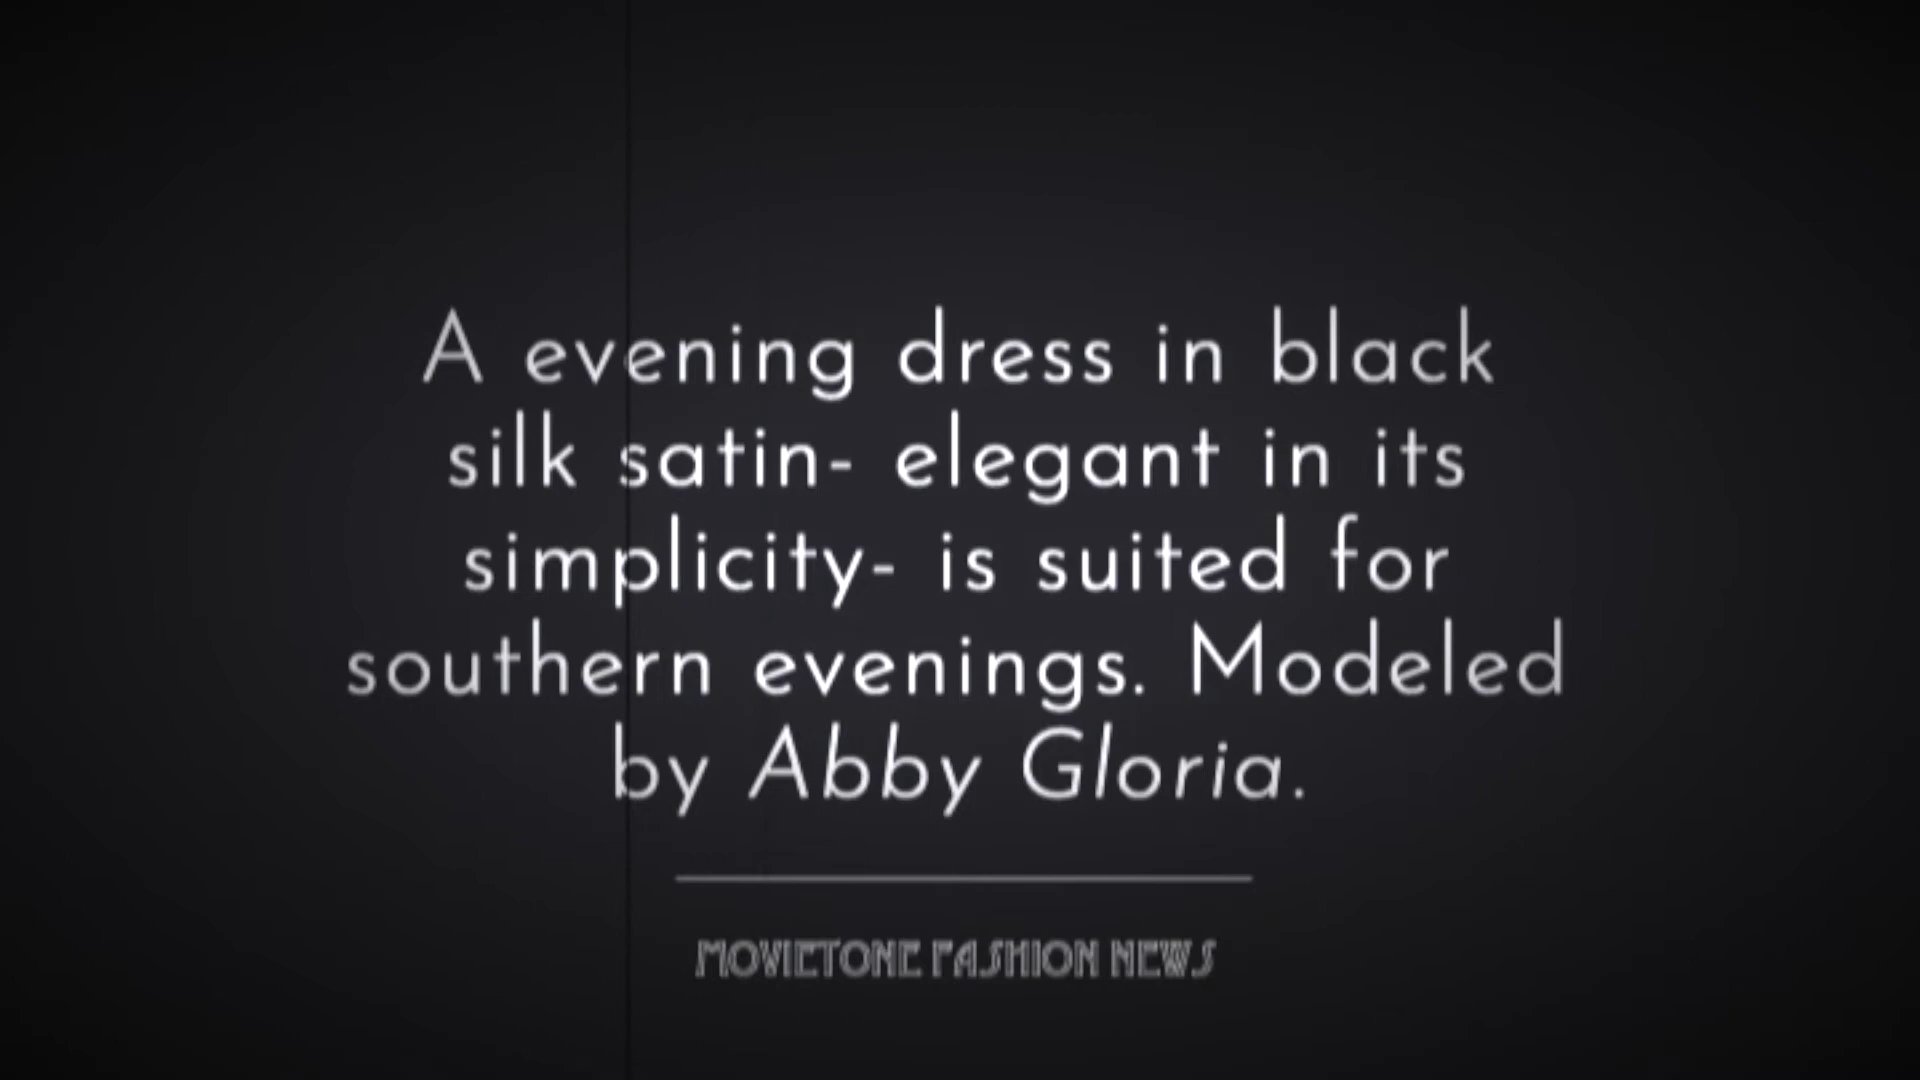 A evening dress in black
silk satin- elegant in its
simplicity- is suited for
southern evenings. Modeled
by Abby Gloria.
MOVIETONE FASHION NEWS